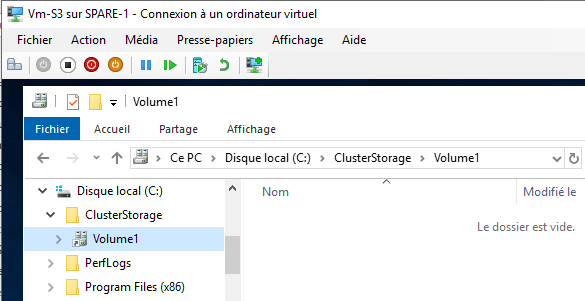 Vm-S3 sur SPARE-1 - Connexion à un ordinateur virtuel
Fichier Action Média Presse-papiers Affichage Aide
Volume1
Fichier Accueil Partage Affichage
Ce PC Disque local (C:) ClusterStorage Volume1
Disque local (C:)
Nom Modifié le
ClusterStorage
Le dossier est vide.
Volume1
PerfLogs
Program Files (x86)